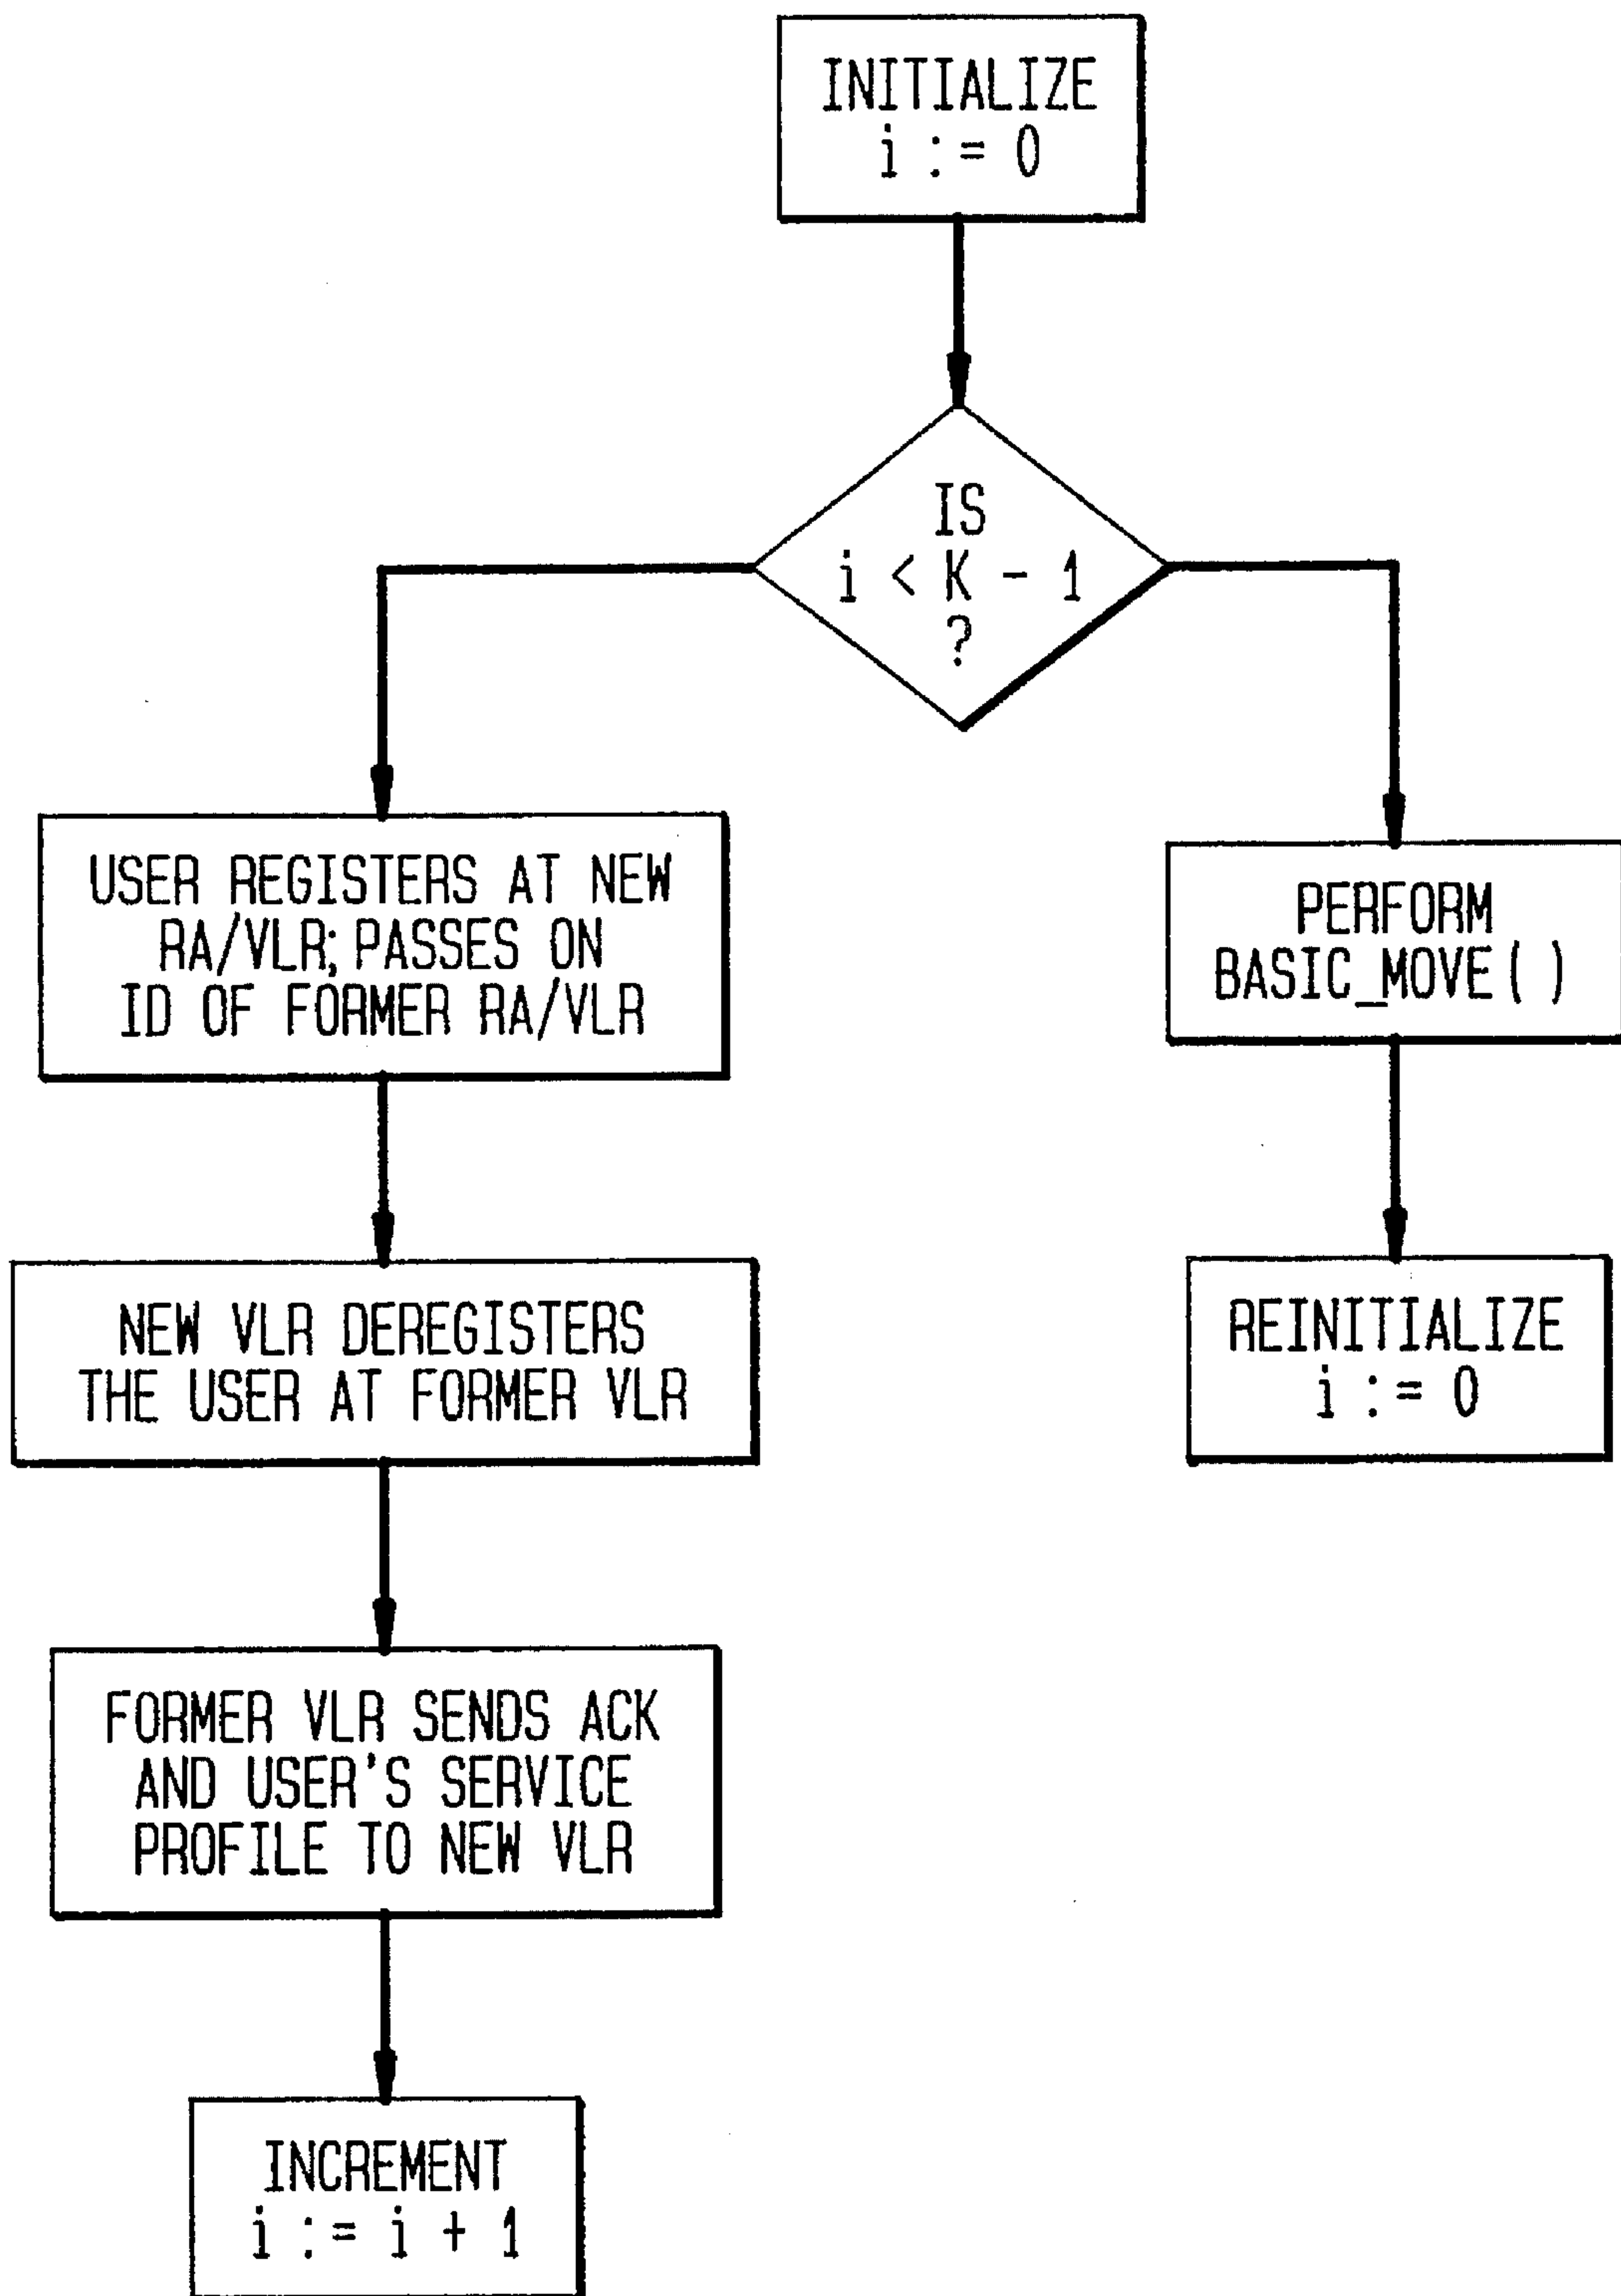 INITIALIZE
i := 0
IS
i < K - 1
?
USER REGISTERS AT NEW
RA/VLR; PASSES ON
ID OF FORMER RA/VLR
PERFORM
BASIC_MOVE( )
NEW VLR DEREGISTERS
THE USER AT FORMER VLR
REINITIALIZE
i := 0
FORMER VLR SENDS ACK
AND USER'S SERVICE
PROFILE TO NEW VLR
INCREMENT
i := i + 1